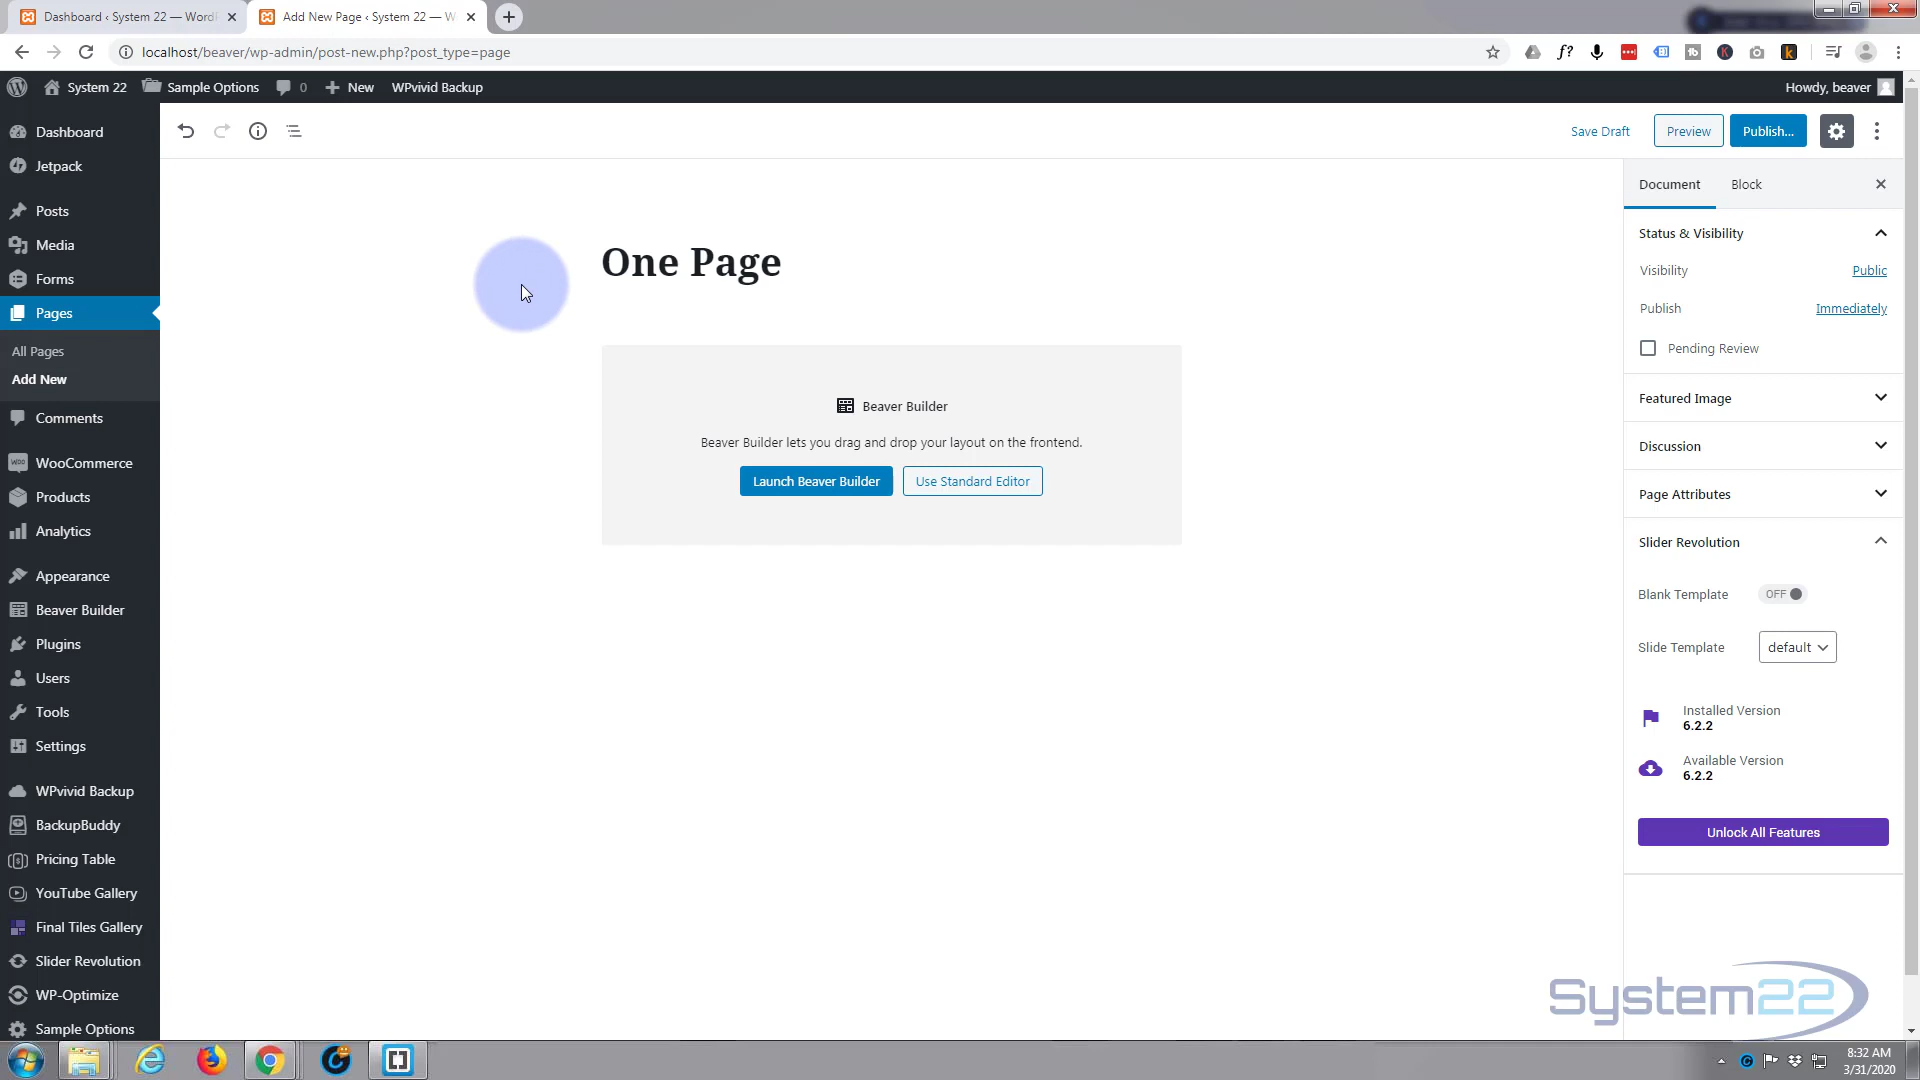 Dashboard ‹ System 22 — WordP
Add New Page ‹ System 22 — W
localhost/beaver/wp-admin/post-new.php?post_type=page
System 22
Sample Options
0
New
WPvivid Backup
Howdy, beaver
Dashboard
Jetpack
Posts
Media
Forms
Pages
All Pages
Add New
Comments
WooCommerce
Products
Analytics
Appearance
Beaver Builder
Plugins
Users
Tools
Settings
WPvivid Backup
BackupBuddy
Pricing Table
YouTube Gallery
Final Tiles Gallery
Slider Revolution
WP-Optimize
Sample Options
Save Draft
Preview
Publish...
One Page
Beaver Builder
Beaver Builder lets you drag and drop your layout on the frontend.
Launch Beaver Builder
Use Standard Editor
Document
Block
Status & Visibility
Visibility
Public
Publish
Immediately
Pending Review
Featured Image
Discussion
Page Attributes
Slider Revolution
Blank Template
OFF
Slide Template
default
Installed Version
6.2.2
Available Version
6.2.2
Unlock All Features
System22
8:32 AM
3/31/2020